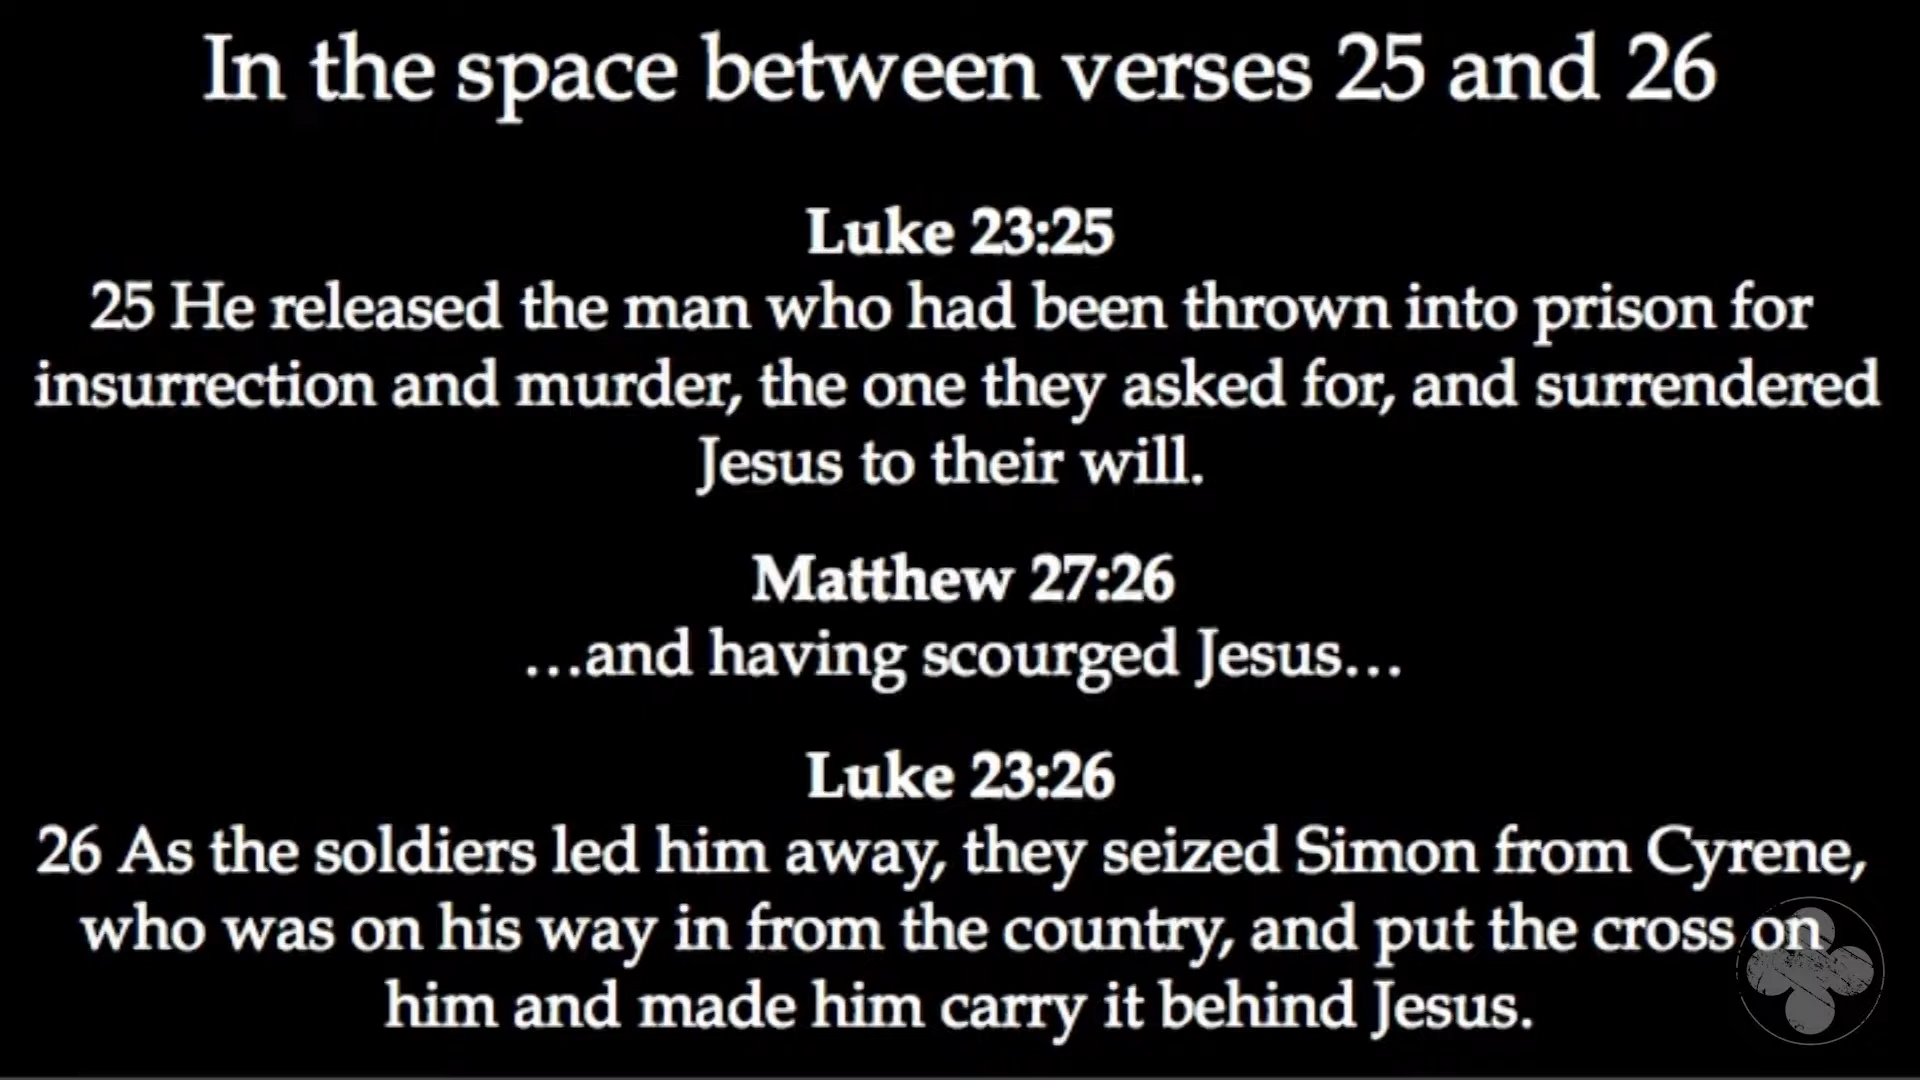 In the space between verses 25 and 26
Luke 23:25
25 He released the man who had been thrown into prison for
insurrection and murder, the one they asked for, and surrendered
Jesus to their will.
Matthew 27:26
…and having scourged Jesus…
Luke 23:26
26 As the soldiers led him away, they seized Simon from Cyrene,
who was on his way in from the country, and put the cross on
him and made him carry it behind Jesus.